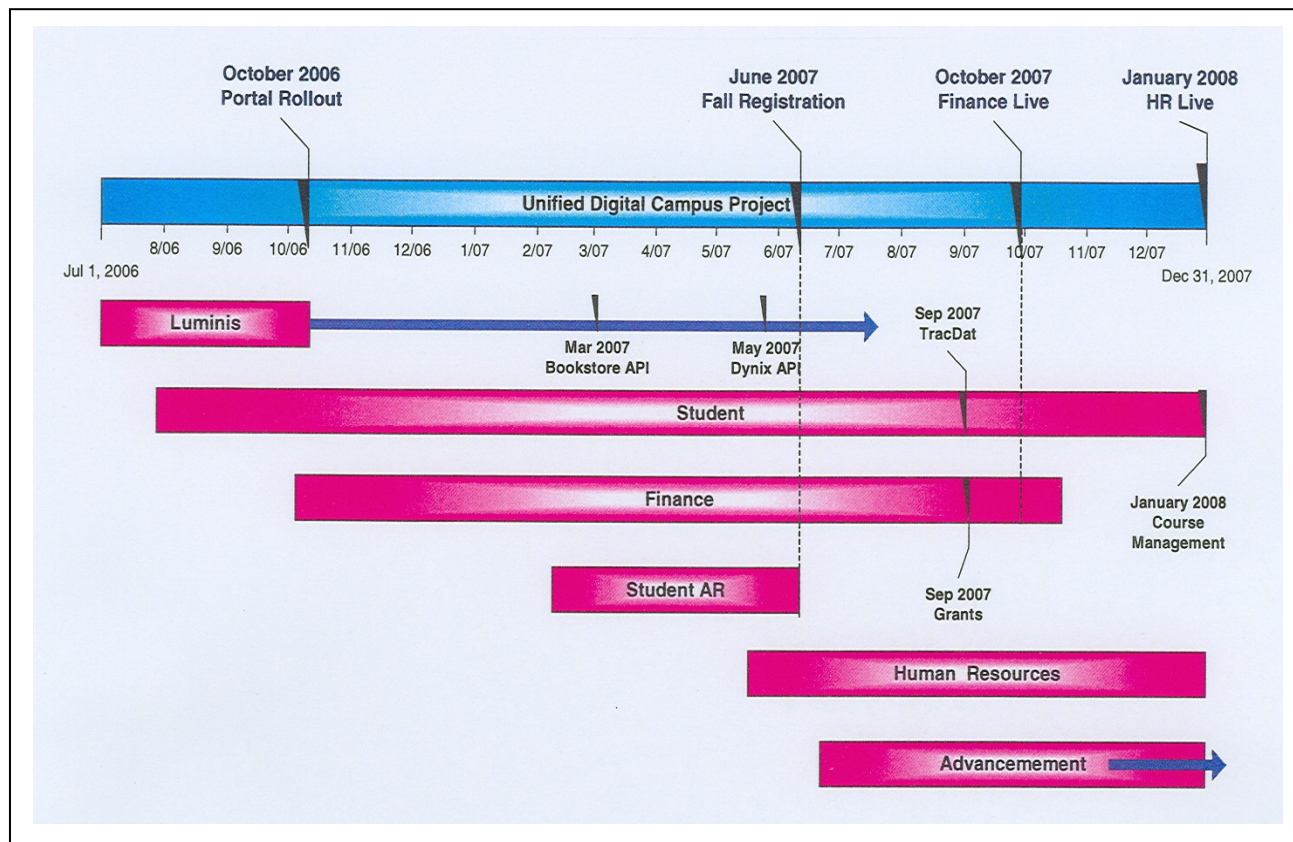 October 2006
Portal Rollout
June 2007
Fall Registration
October 2007
Finance Live
January 2008
HR Live
Unified Digital Campus Project
8/06 9/06 10/06 11/06 12/06 1/07 2/07 3/07 4/07 5/07 6/07 7/07 8/07 9/07 10/07 11/07 12/07
Jul 1, 2006
Dec 31, 2007
Luminis
Mar 2007
Bookstore API
May 2007
Dynix API
Sep 2007
TracDat
Student
Finance
January 2008
Course
Management
Student AR
Sep 2007
Grants
Human Resources
Advancemement